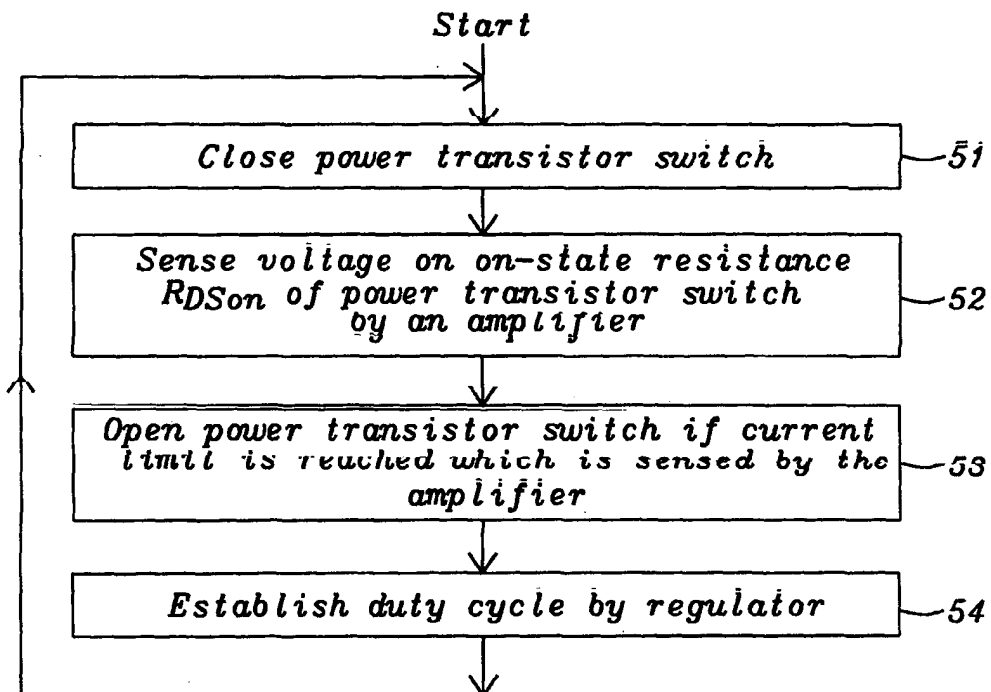 Start
Close power transistor switch
51
Sense voltage on on-state resistance
RDSon of power transistor switch
by an amplifier
52
Open power transistor switch if current
limit is reached which is sensed by the
amplifier
53
Establish duty cycle by regulator
54